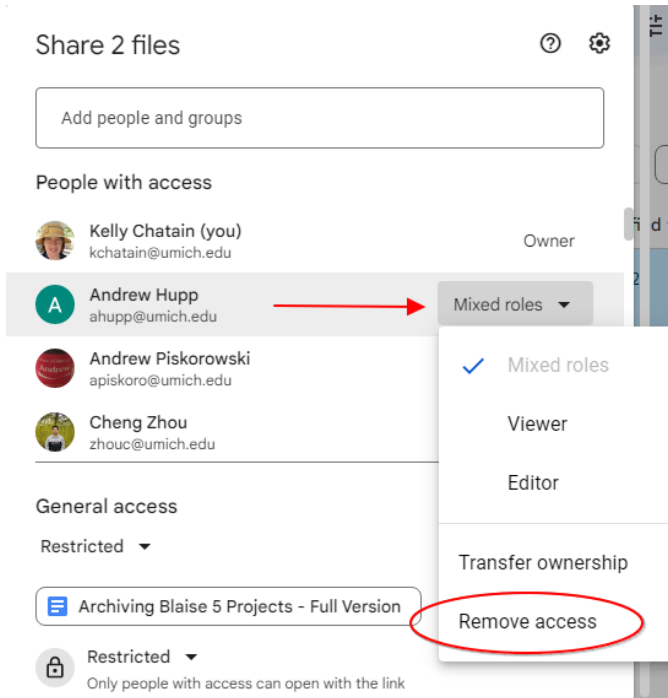 Share 2 files
Add people and groups
People with access
Kelly Chatain (you)
kchatain@umich.edu
Owner
A
Andrew Hupp
ahupp@umich.edu
Mixed roles
Andrew
Andrew Piskorowski
apiskoro@umich.edu
Mixed roles
Viewer
Cheng Zhou
zhouc@umich.edu
Editor
General access
Restricted
Transfer ownership
Archiving Blaise 5 Projects - Full Version
Remove access
Restricted
Only people with access can open with the link